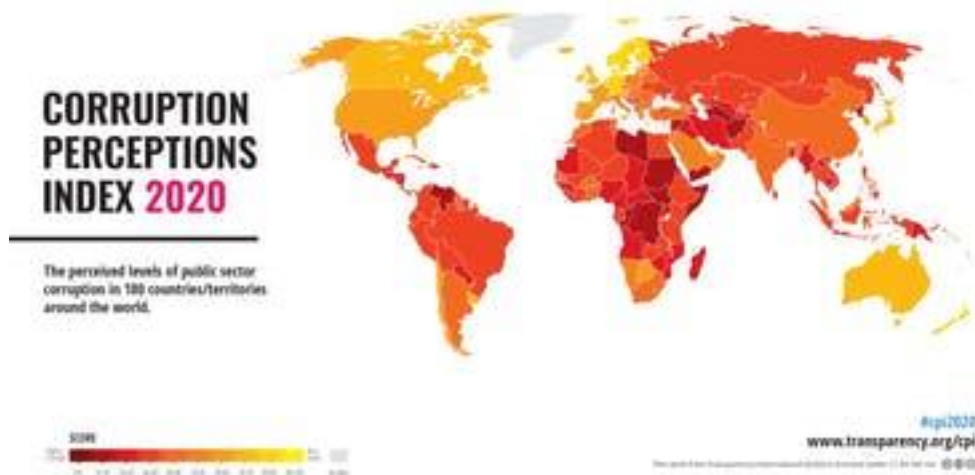 CORRUPTION
PERCEPTIONS
INDEX 2020
The perceived levels of public sector
corruption in 180 countries/territories
around the world.
SCORE
#cpi2020
www.transparency.org/cpi